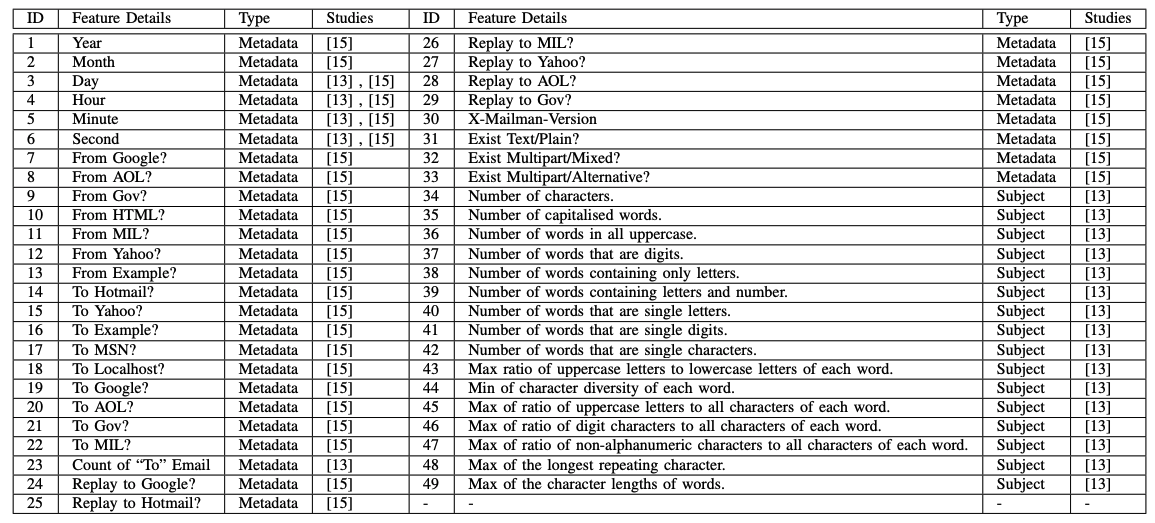 ID Feature Details Type Studies ID Feature Details Type Studies
1 Year Metadata [15] 26 Replay to MIL? Metadata [15]
2 Month Metadata [15] 27 Replay to Yahoo? Metadata [15]
3 Day Metadata [13] , [15] 28 Replay to AOL? Metadata [15]
4 Hour Metadata [13] , [15] 29 Replay to Gov? Metadata [15]
5 Minute Metadata [13] , [15] 30 X-Mailman-Version Metadata [15]
6 Second Metadata [13] , [15] 31 Exist Text/Plain? Metadata [15]
7 From Google? Metadata [15] 32 Exist Multipart/Mixed? Metadata [15]
8 From AOL? Metadata [15] 33 Exist Multipart/Alternative? Metadata [15]
9 From Gov? Metadata [15] 34 Number of characters. Subject [13]
10 From HTML? Metadata [15] 35 Number of capitalised words. Subject [13]
11 From MIL? Metadata [15] 36 Number of words in all uppercase. Subject [13]
12 From Yahoo? Metadata [15] 37 Number of words that are digits. Subject [13]
13 From Example? Metadata [15] 38 Number of words containing only letters. Subject [13]
14 To Hotmail? Metadata [15] 39 Number of words containing letters and number. Subject [13]
15 To Yahoo? Metadata [15] 40 Number of words that are single letters. Subject [13]
16 To Example? Metadata [15] 41 Number of words that are single digits. Subject [13]
17 To MSN? Metadata [15] 42 Number of words that are single characters. Subject [13]
18 To Localhost? Metadata [15] 43 Max ratio of uppercase letters to lowercase letters of each word. Subject [13]
19 To Google? Metadata [15] 44 Min of character diversity of each word. Subject [13]
20 To AOL? Metadata [15] 45 Max of ratio of uppercase letters to all characters of each word. Subject [13]
21 To Gov? Metadata [15] 46 Max of ratio of digit characters to all characters of each word. Subject [13]
22 To MIL? Metadata [15] 47 Max of ratio of non-alphanumeric characters to all characters of each word. Subject [13]
23 Count of “To” Email Metadata [13] 48 Max of the longest repeating character. Subject [13]
24 Replay to Google? Metadata [15] 49 Max of the character lengths of words. Subject [13]
25 Replay to Hotmail? Metadata [15] - - - -